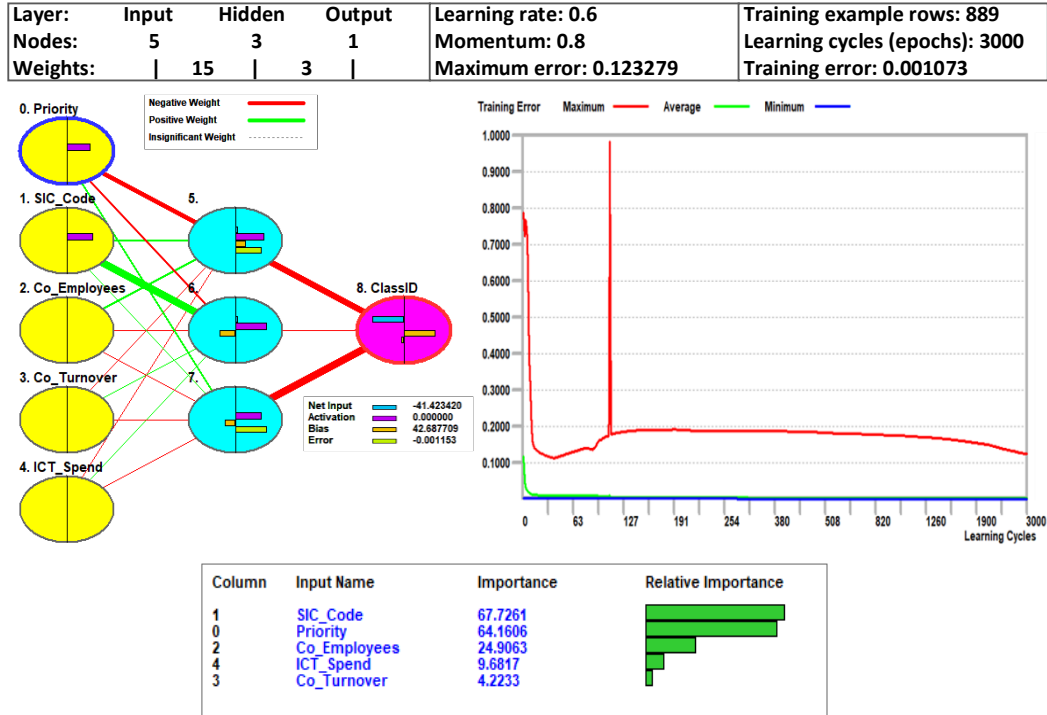 Layer: Input Hidden Output Learning rate: 0.6 Training example rows: 889
Nodes: 5 3 1 Momentum: 0.8 Learning cycles (epochs): 3000
Weights: | 15 | 3 | Maximum error: 0.123279 Training error: 0.001073
0. Priority
Negative Weight
Positive Weight
Insignificant Weight
1. SIC_Code
5.
2. Co_Employees
6.
8. ClassID
3. Co_Turnover
7.
4. ICT_Spend
Net Input -41.423420
Activation 0.000000
Bias 42.687709
Error -0.001153
Training Error Maximum Average Minimum
1.0000
0.9000
0.8000
0.7000
0.6000
0.5000
0.4000
0.3000
0.2000
0.1000
0 63 127 191 254 380 508 820 1260 1900 3000
Learning Cycles
Column Input Name Importance Relative Importance
1 SIC_Code 67.7261
0 Priority 64.1606
2 Co_Employees 24.9063
4 ICT_Spend 9.6817
3 Co_Turnover 4.2233